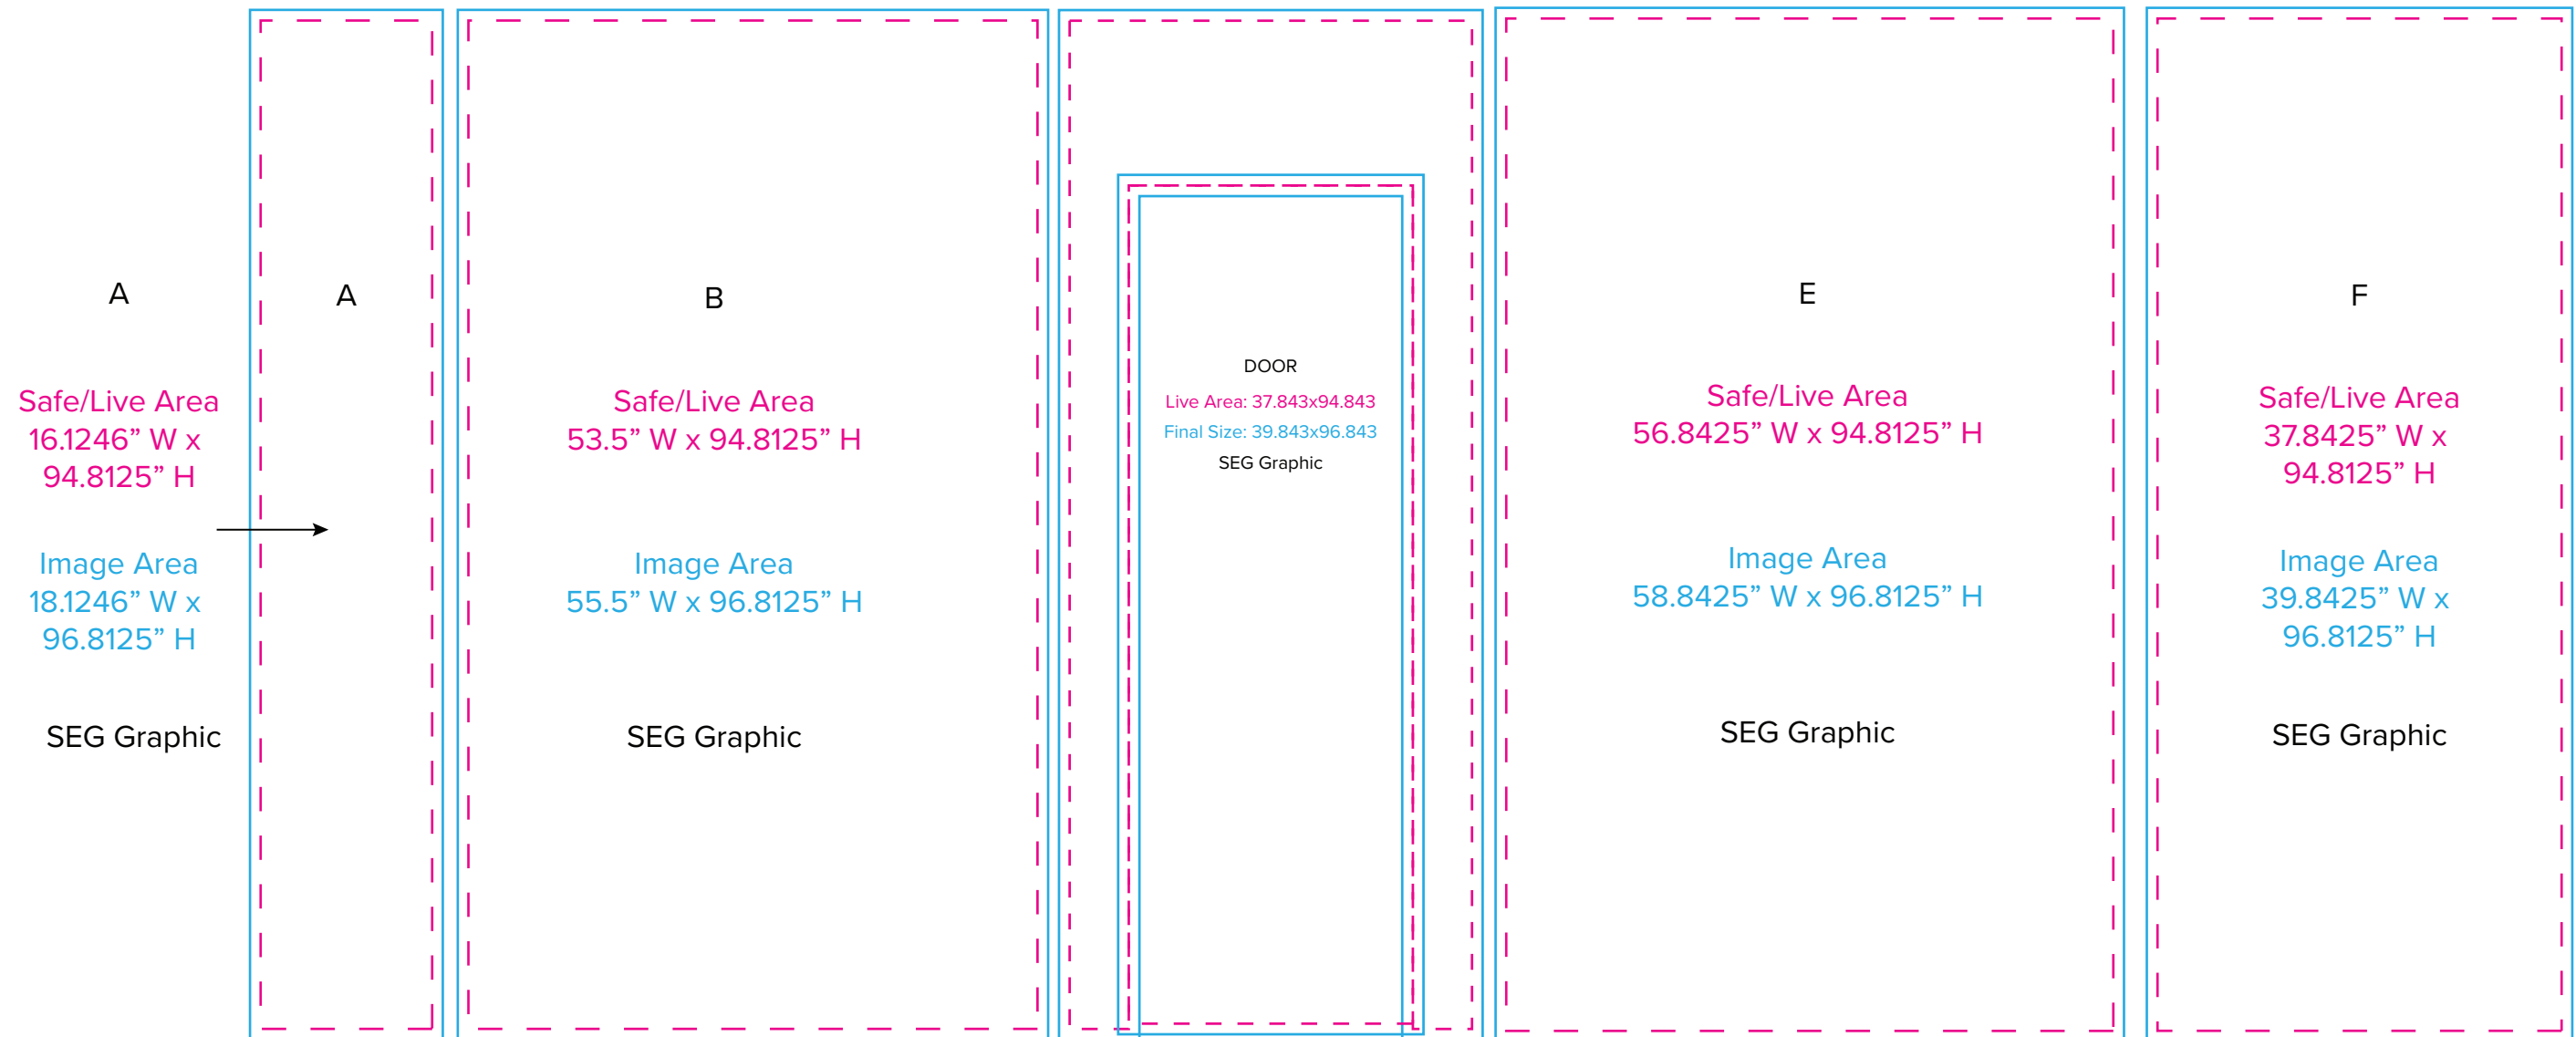 A
Safe/Live Area
16.1246” W x
94.8125” H
Image Area
18.1246” W x
96.8125” H
SEG Graphic
A
B
Safe/Live Area
53.5” W x 94.8125” H
Image Area
55.5” W x 96.8125” H
SEG Graphic
DOOR
Live Area: 37.843x94.843
Final Size: 39.843x96.843
SEG Graphic
E
Safe/Live Area
56.8425” W x 94.8125” H
Image Area
58.8425” W x 96.8125” H
SEG Graphic
F
Safe/Live Area
37.8425” W x
94.8125” H
Image Area
39.8425” W x
96.8125” H
SEG Graphic